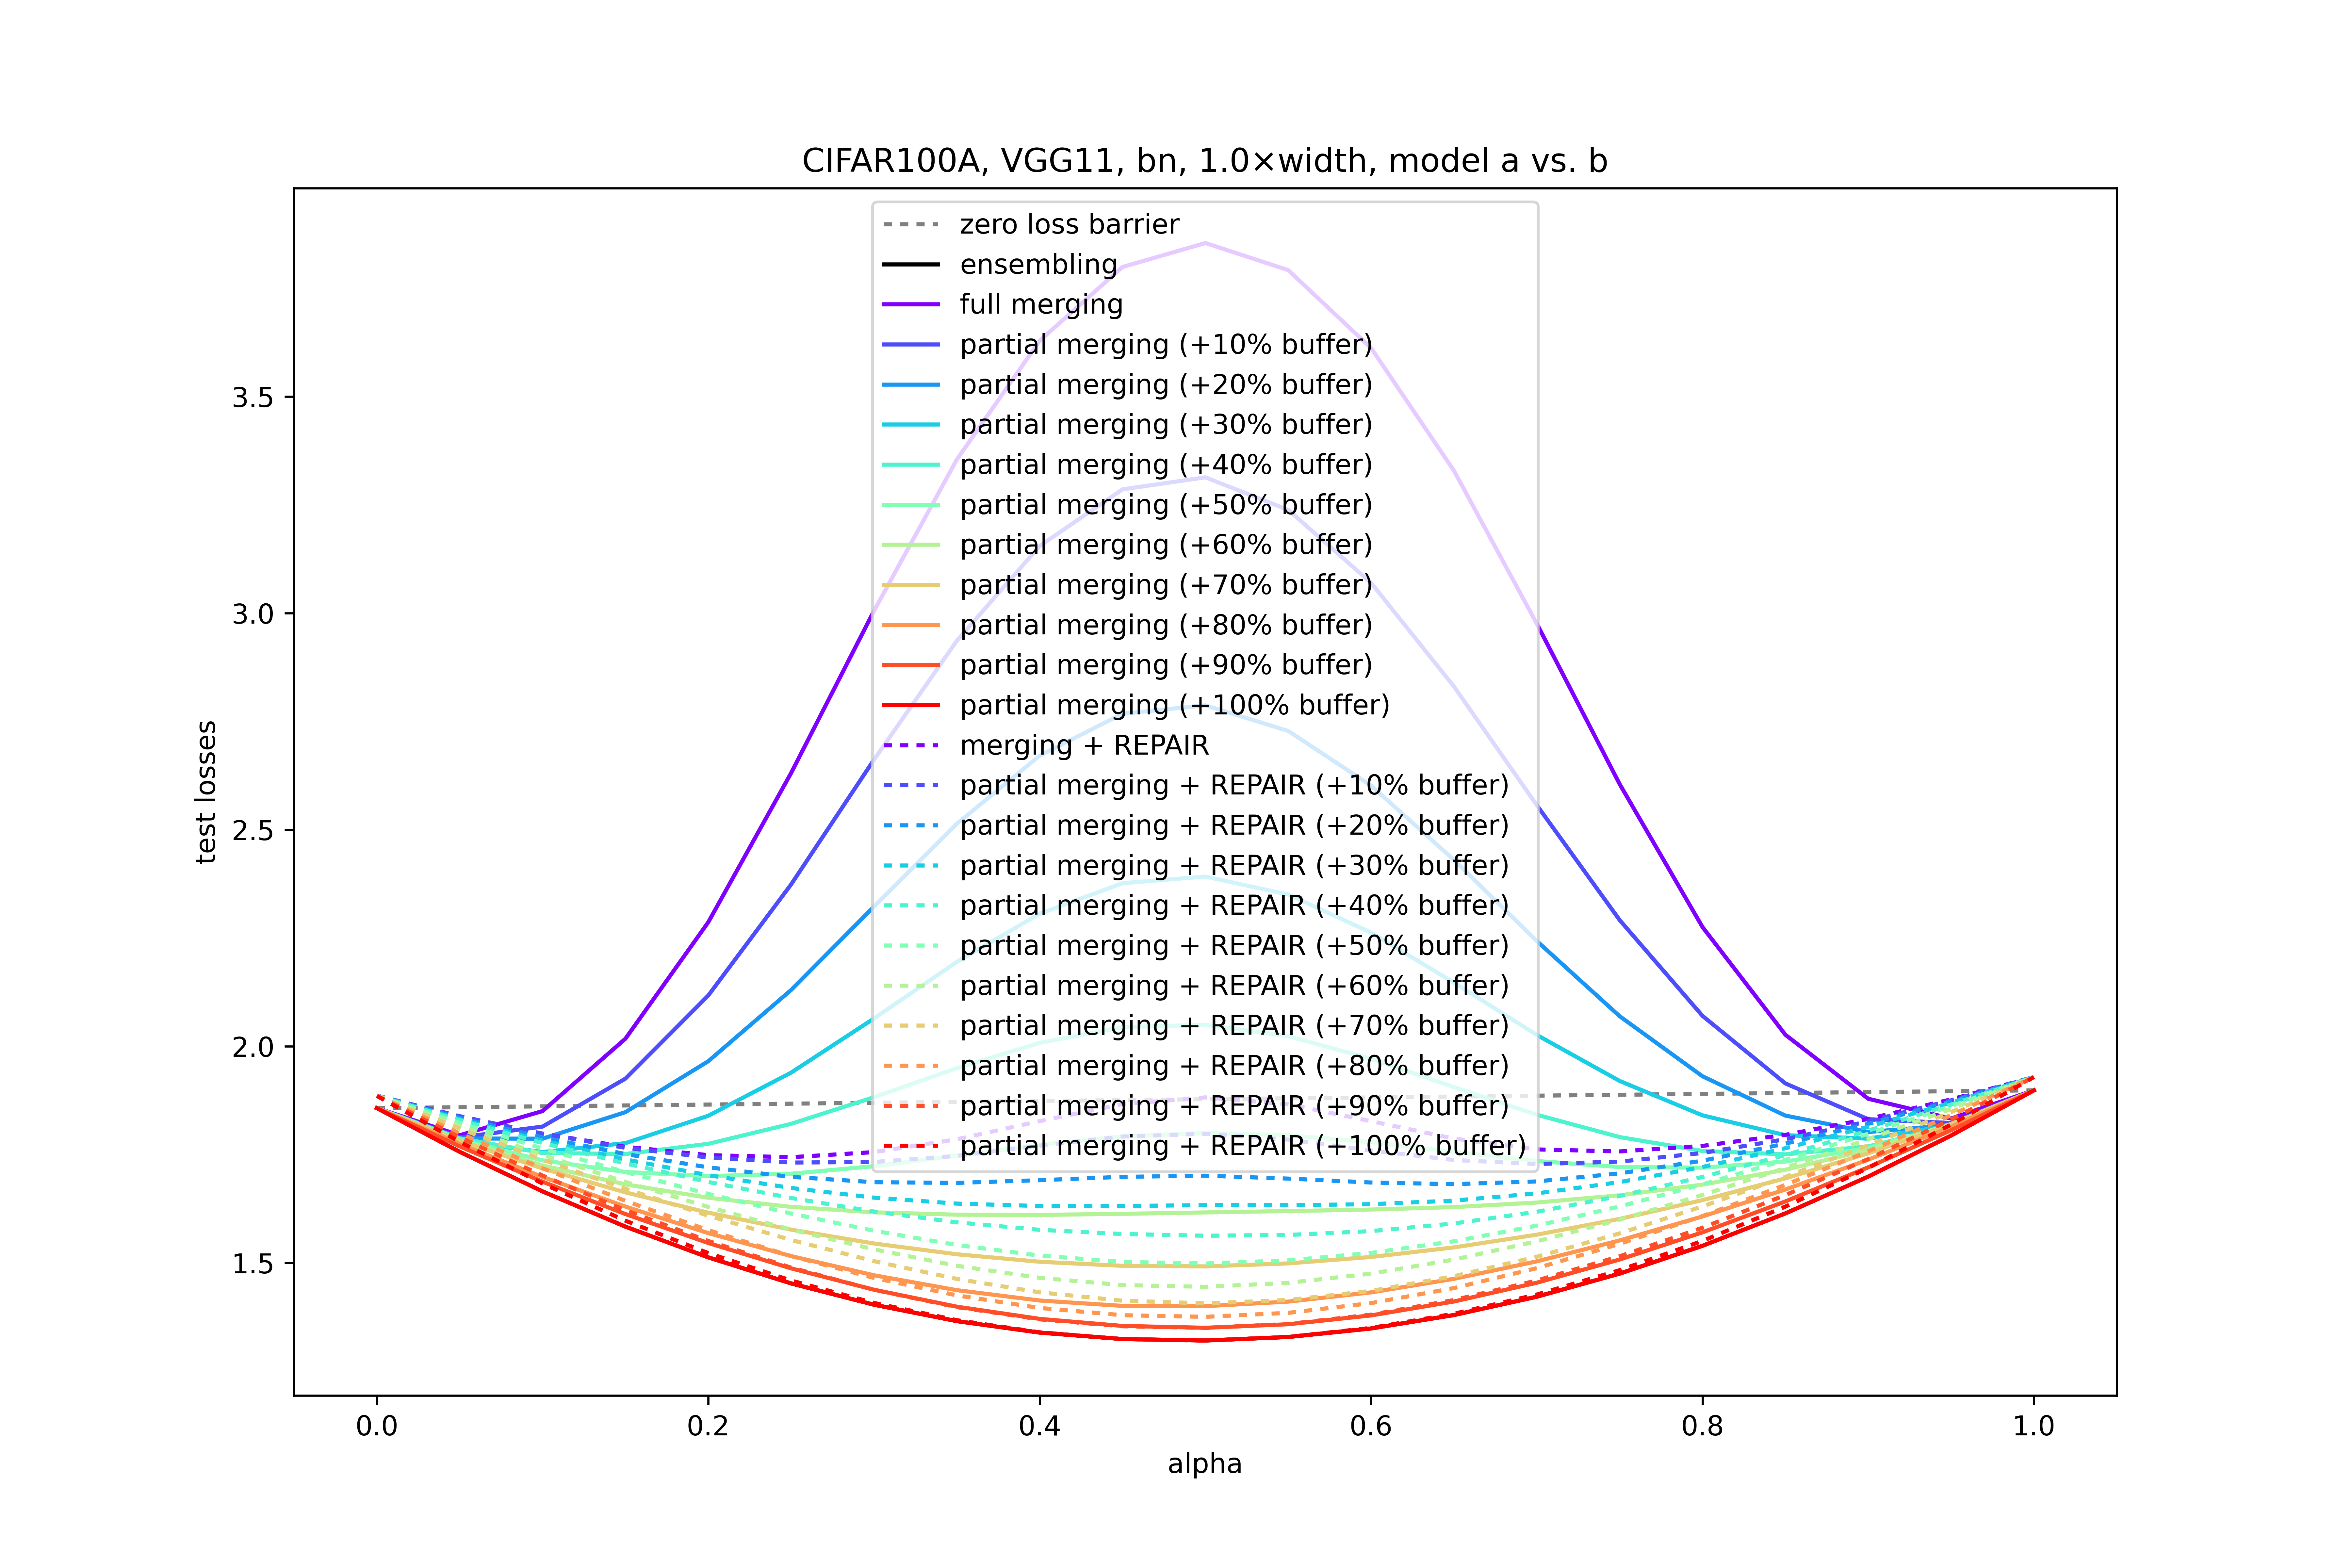 CIFAR100A, VGG11, bn, 1.0×width, model a vs. b
zero loss barrier
ensembling
full merging
partial merging (+10% buffer)
partial merging (+20% buffer)
partial merging (+30% buffer)
partial merging (+40% buffer)
partial merging (+50% buffer)
partial merging (+60% buffer)
partial merging (+70% buffer)
partial merging (+80% buffer)
partial merging (+90% buffer)
partial merging (+100% buffer)
merging + REPAIR
partial merging + REPAIR (+10% buffer)
partial merging + REPAIR (+20% buffer)
partial merging + REPAIR (+30% buffer)
partial merging + REPAIR (+40% buffer)
partial merging + REPAIR (+50% buffer)
partial merging + REPAIR (+60% buffer)
partial merging + REPAIR (+70% buffer)
partial merging + REPAIR (+80% buffer)
partial merging + REPAIR (+90% buffer)
partial merging + REPAIR (+100% buffer)
test losses
3.5
3.0
2.5
2.0
1.5
0.0 0.2 0.4 0.6 0.8 1.0
alpha